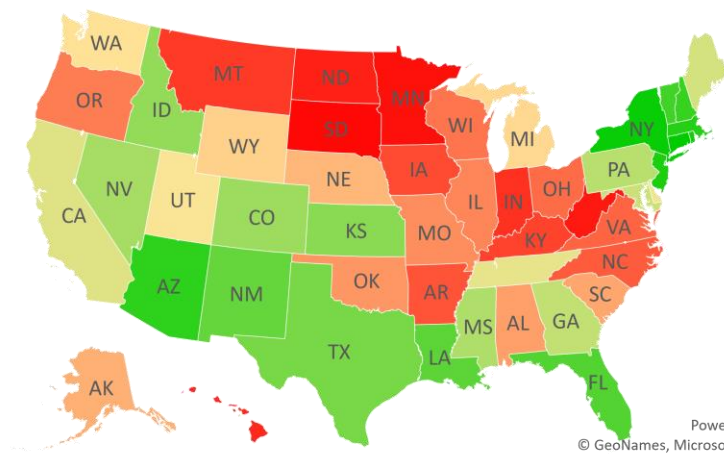 WA
MT
ND
MN
OR
ID
SD
WI
NY
WY
MI
IA
PA
NE
NV
UT
IL
IN
OH
CA
CO
KS
MO
KY
VA
NC
AZ
NM
OK
AR
SC
MS
AL
GA
TX
LA
FL
AK
Powe
© GeoNames, Microso